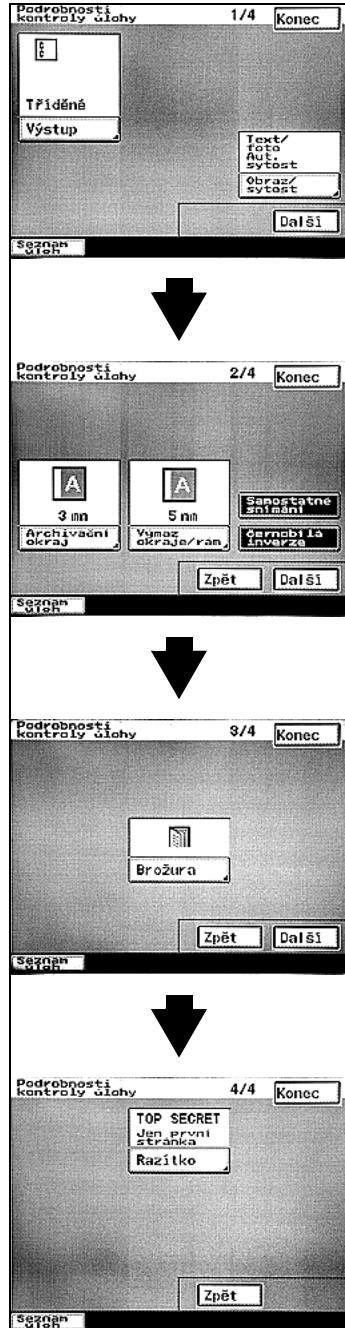 Podrobnosti
kontroly úlohy 1/4 Konec
Tříděné
Výstup
Text/
foto
Aut.
sytost
Obraz/
sytost
Další
Seznam
úloh
Podrobnosti
kontroly úlohy 2/4 Konec
A A
3 mm 5 mm
Samostatné
snímání
Archivační
okraj
Výmaz
okraje/rám.
černobílá
inverze
Zpět Další
Seznam
úloh
Podrobnosti
kontroly úlohy 3/4 Konec
Brožura
Zpět Další
Seznam
úloh
Podrobnosti
kontroly úlohy 4/4 Konec
TOP SECRET
Jen první
stránka
Razítko
Zpět
Seznam
úloh